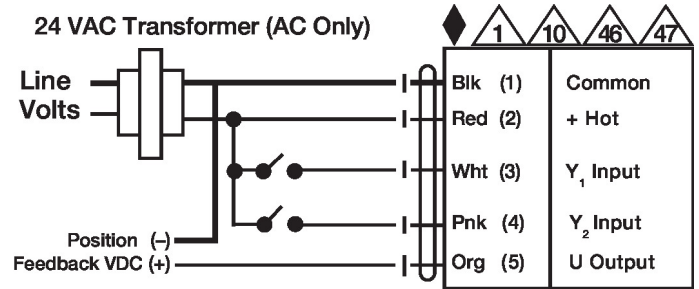 24 VAC Transformer (AC Only)
1 10 46 47
Line
Volts
Blk (1) Common
Red (2) + Hot
Wht (3) Y1 Input
Pnk (4) Y2 Input
Position (–)
Feedback VDC (+)
Org (5) U Output